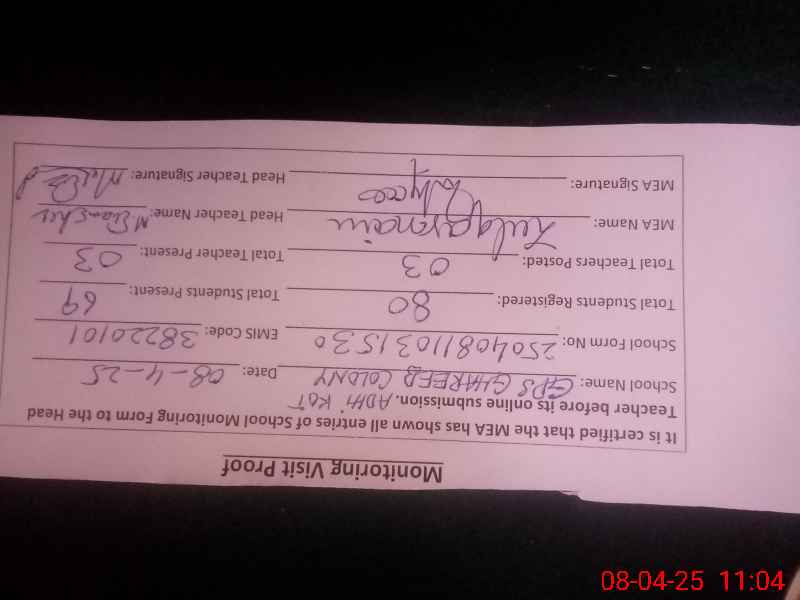 Monitoring Visit Proof
It is certified that the MEA has shown all entries of School Monitoring Form to the Head
Teacher before its online submission. ADHI KOT
School Name: GPS GHAREEB COLONY Date: 08-4-25
School Form No: 25040811031530 EMIS Code: 38220101
Total Students Registered: 80 Total Students Present: 69
Total Teachers Posted: 03 Total Teacher Present: 03
MEA Name: Zulqarnain Head Teacher Name:
MEA Signature: Head Teacher Signature:
08-04-25 11:04